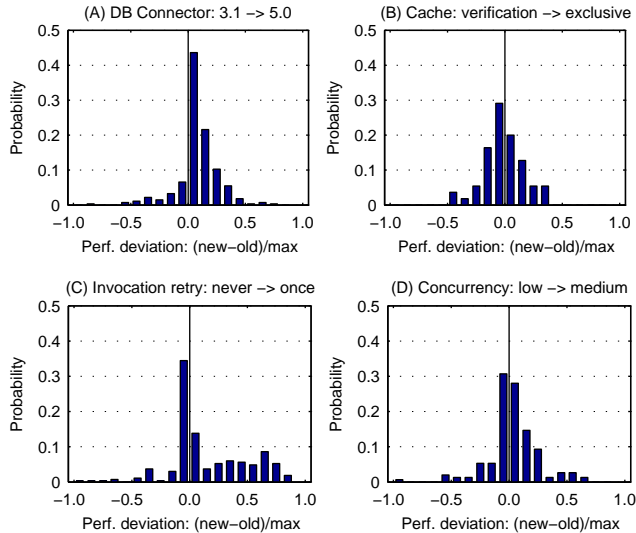 (A) DB Connector: 3.1 −> 5.0
(B) Cache: verification −> exclusive
0.5
0.4
0.3
0.2
0.1
0
Probability
−1.0 −0.5 0.0 0.5 1.0
Perf. deviation: (new−old)/max
0.5
0.4
0.3
0.2
0.1
0
Probability
−1.0 −0.5 0.0 0.5 1.0
Perf. deviation: (new−old)/max
(C) Invocation retry: never −> once
(D) Concurrency: low −> medium
0.5
0.4
0.3
0.2
0.1
0
Probability
−1.0 −0.5 0.0 0.5 1.0
Perf. deviation: (new−old)/max
0.5
0.4
0.3
0.2
0.1
0
Probability
−1.0 −0.5 0.0 0.5 1.0
Perf. deviation: (new−old)/max